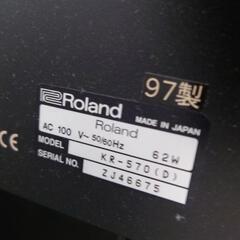 97製
Roland
Roland
MADE IN JAPAN
AC 100 V~50/60Hz 62W
MODEL KR-570(D)
SERIAL NO. ZJ46675
CE